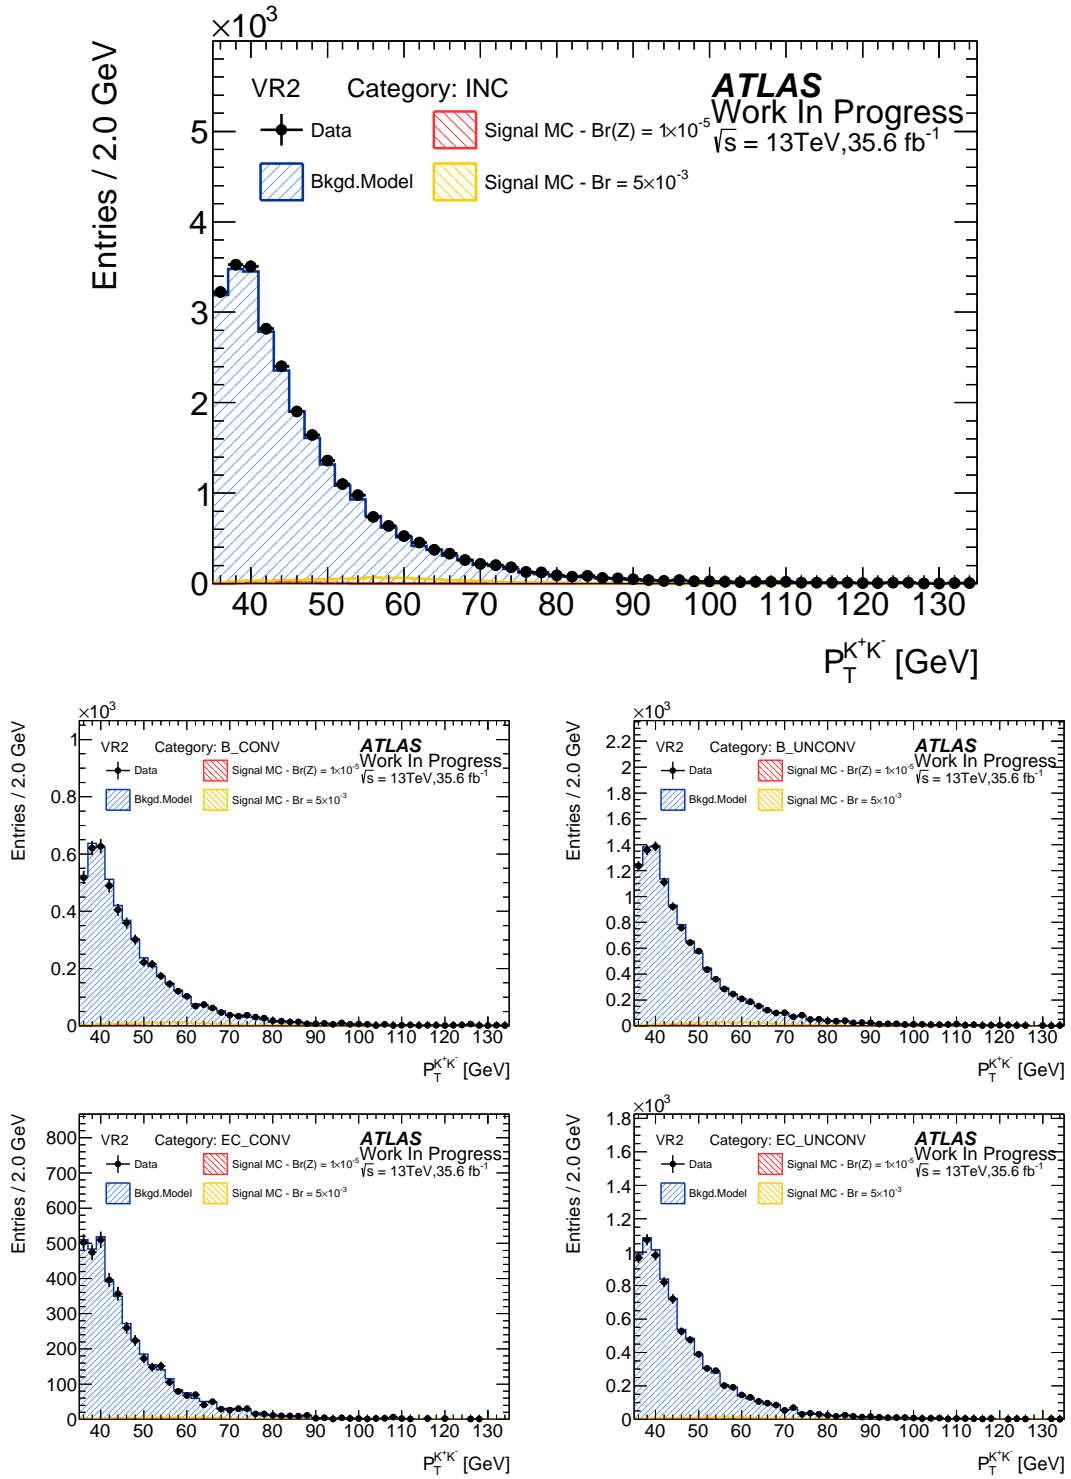 ×10³
Entries / 2.0 GeV
VR2 Category: INC
ATLAS
Work In Progress
√s = 13TeV,35.6 fb⁻¹
Data
Signal MC - Br(Z) = 1×10⁻⁵
Bkgd.Model
Signal MC - Br = 5×10⁻³
5
4
3
2
1
0
40 50 60 70 80 90 100 110 120 130
P_T^{K⁺K⁻} [GeV]
×10³
Entries / 2.0 GeV
VR2 Category: B_CONV
ATLAS
Work In Progress
√s = 13TeV,35.6 fb⁻¹
Data
Signal MC - Br(Z) = 1×10⁻⁵
Bkgd.Model
Signal MC - Br = 5×10⁻³
1
0.8
0.6
0.4
0.2
0
40 50 60 70 80 90 100 110 120 130
P_T^{K⁺K⁻} [GeV]
×10³
Entries / 2.0 GeV
VR2 Category: B_UNCONV
ATLAS
Work In Progress
√s = 13TeV,35.6 fb⁻¹
Data
Signal MC - Br(Z) = 1×10⁻⁵
Bkgd.Model
Signal MC - Br = 5×10⁻³
2.2
2
1.8
1.6
1.4
1.2
1
0.8
0.6
0.4
0.2
0
40 50 60 70 80 90 100 110 120 130
P_T^{K⁺K⁻} [GeV]
Entries / 2.0 GeV
VR2 Category: EC_CONV
ATLAS
Work In Progress
√s = 13TeV,35.6 fb⁻¹
Data
Signal MC - Br(Z) = 1×10⁻⁵
Bkgd.Model
Signal MC - Br = 5×10⁻³
800
700
600
500
400
300
200
100
0
40 50 60 70 80 90 100 110 120 130
P_T^{K⁺K⁻} [GeV]
×10³
Entries / 2.0 GeV
VR2 Category: EC_UNCONV
ATLAS
Work In Progress
√s = 13TeV,35.6 fb⁻¹
Data
Signal MC - Br(Z) = 1×10⁻⁵
Bkgd.Model
Signal MC - Br = 5×10⁻³
1.8
1.6
1.4
1.2
1
0.8
0.6
0.4
0.2
0
40 50 60 70 80 90 100 110 120 130
P_T^{K⁺K⁻} [GeV]